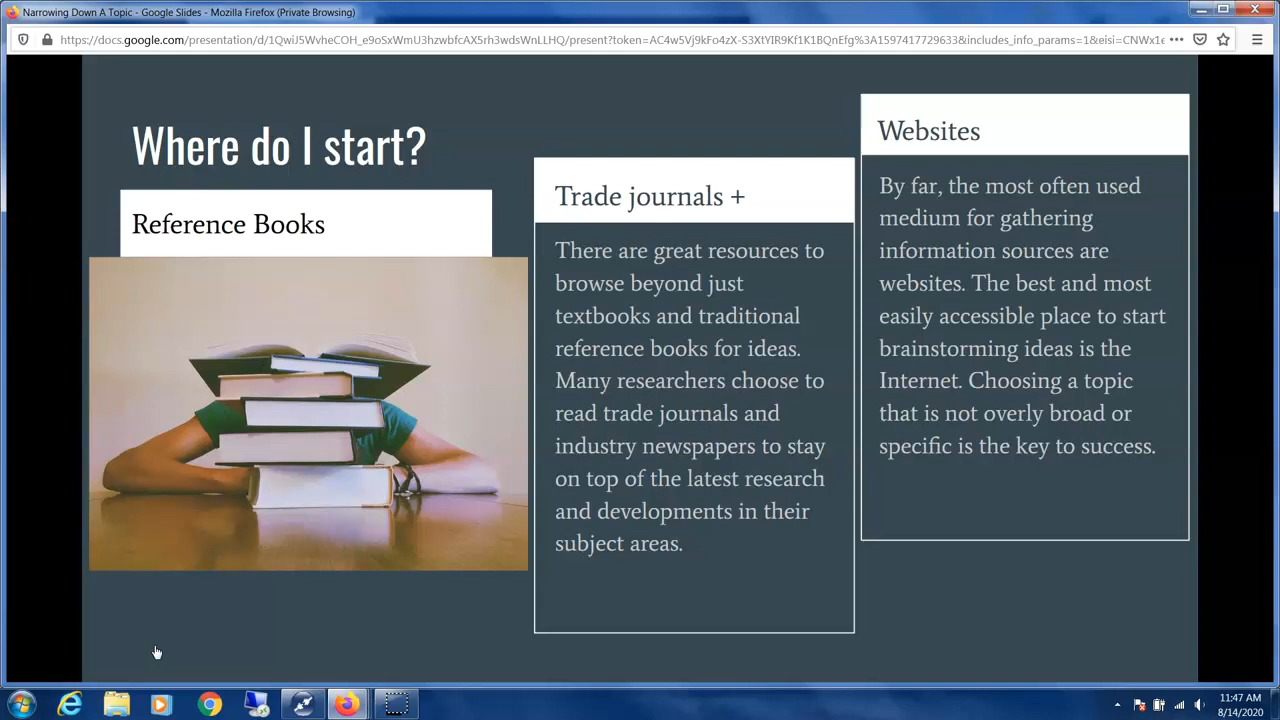 Narrowing Down A Topic - Google Slides - Mozilla Firefox (Private Browsing)
Where do I start?
Reference Books
Trade journals +
There are great resources to
browse beyond just
textbooks and traditional
reference books for ideas.
Many researchers choose to
read trade journals and
industry newspapers to stay
on top of the latest research
and developments in their
subject areas.
Websites
By far, the most often used
medium for gathering
information sources are
websites. The best and most
easily accessible place to start
brainstorming ideas is the
Internet. Choosing a topic
that is not overly broad or
specific is the key to success.
11:47 AM
8/14/2020